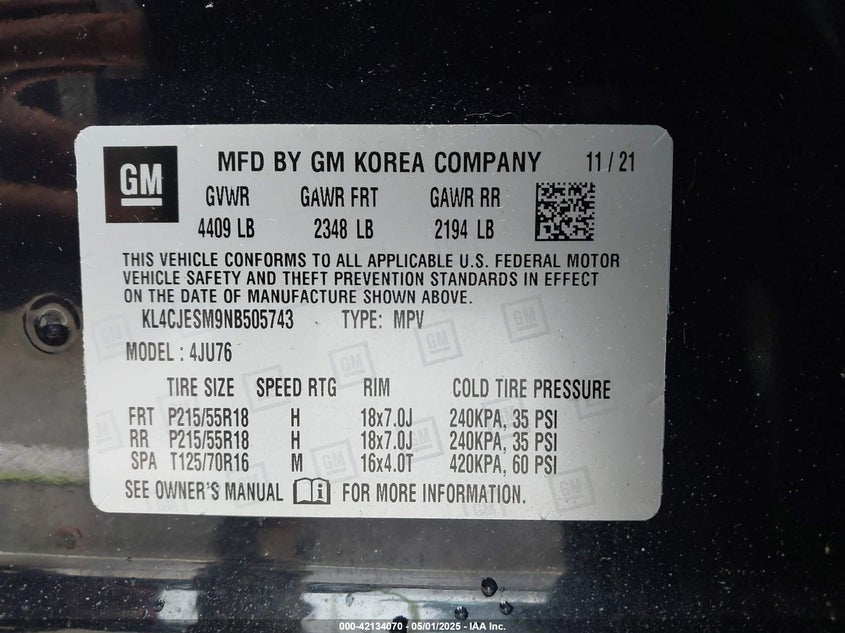 GM MFD BY GM KOREA COMPANY 11 / 21
GVWR GAWR FRT GAWR RR
4409 LB 2348 LB 2194 LB
THIS VEHICLE CONFORMS TO ALL APPLICABLE U.S. FEDERAL MOTOR
VEHICLE SAFETY AND THEFT PREVENTION STANDARDS IN EFFECT
ON THE DATE OF MANUFACTURE SHOWN ABOVE.
KL4CJESM9NB505743 TYPE: MPV
MODEL : 4JU76
TIRE SIZE SPEED RTG RIM COLD TIRE PRESSURE
FRT P215/55R18 H 18x7.0J 240KPA, 35 PSI
RR P215/55R18 H 18x7.0J 240KPA, 35 PSI
SPA T125/70R16 M 16x4.0T 420KPA, 60 PSI
SEE OWNER'S MANUAL FOR MORE INFORMATION.
000-42134070 - 05/01/2025 - IAA Inc.